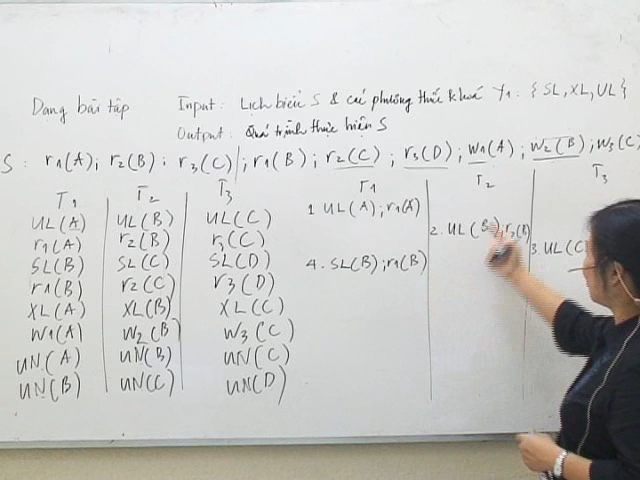 Dạng bài tập Input: Lịch biểu S & các phương thức khoá γ1: {SL, XL, UL}
Output: Quá trình thực hiện S
S: r1(A); r2(B); r3(C); r1(B); r2(C); r3(D); w1(A); w2(B); w3(C)
T1 T2 T3 T1 T2 T3
UL(A) UL(B) UL(C) 1 UL(A); r1(A)
r1(A) r2(B) r3(C) 2. UL(B); r2(B)
SL(B) SL(C) SL(D) 3. UL(C)
r1(B) r2(C) r3(D) 4. SL(B); r1(B)
XL(A) XL(B) XL(C)
W1(A) W2(B) W3(C)
UN(A) UN(B) UN(C)
UN(B) UN(C) UN(D)